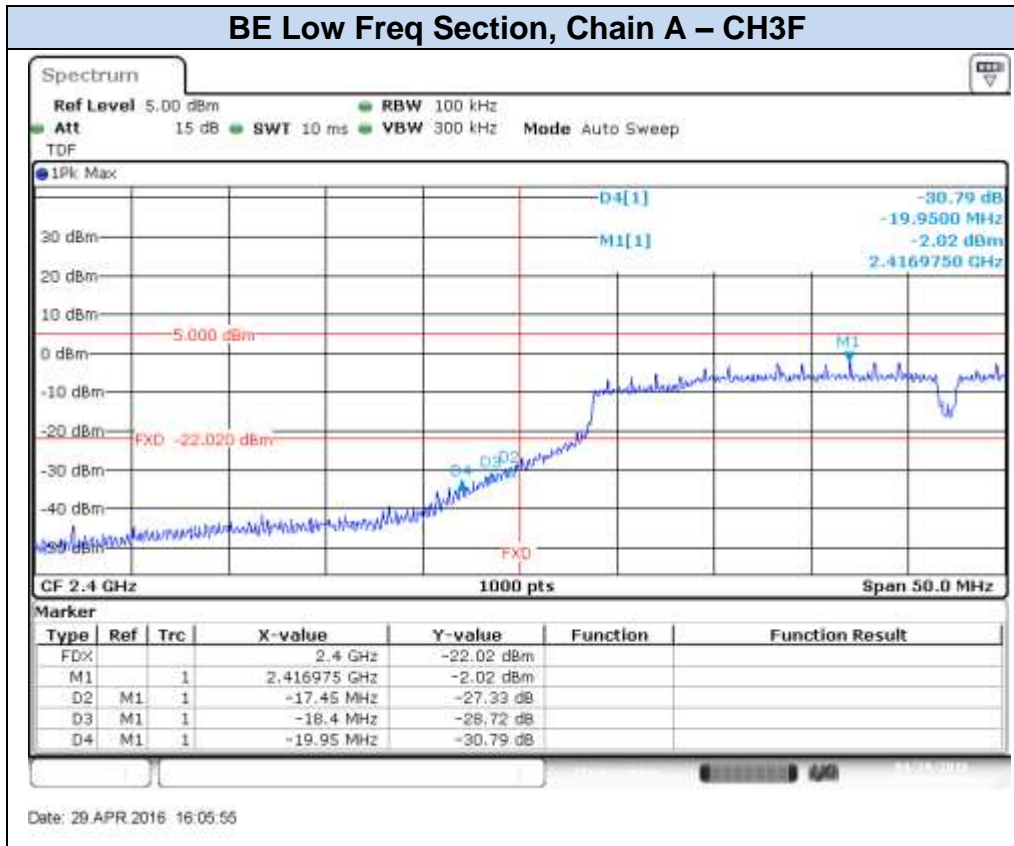 BE Low Freq Section, Chain A – CH3F
Spectrum
Ref Level 5.00 dBm RBW 100 kHz
Att 15 dB SWT 10 ms VBW 300 kHz Mode Auto Sweep
TDF
1Pk Max
D4[1] -30.79 dB
-19.9500 MHz
30 dBm
M1[1] -2.02 dBm
2.4169750 GHz
20 dBm
10 dBm
5.000 dBm
M1
0 dBm
-10 dBm
-20 dBm
FXD -22.020 dBm
D4 D3 D2
-30 dBm
-40 dBm
-50 dBm
FXD
CF 2.4 GHz 1000 pts Span 50.0 MHz
Marker
Type Ref Trc X-value Y-value Function Function Result
FDX 2.4 GHz -22.02 dBm
M1 1 2.416975 GHz -2.02 dBm
D2 M1 1 -17.45 MHz -27.33 dB
D3 M1 1 -18.4 MHz -28.72 dB
D4 M1 1 -19.95 MHz -30.79 dB
Date: 29.APR.2016 16:05:55